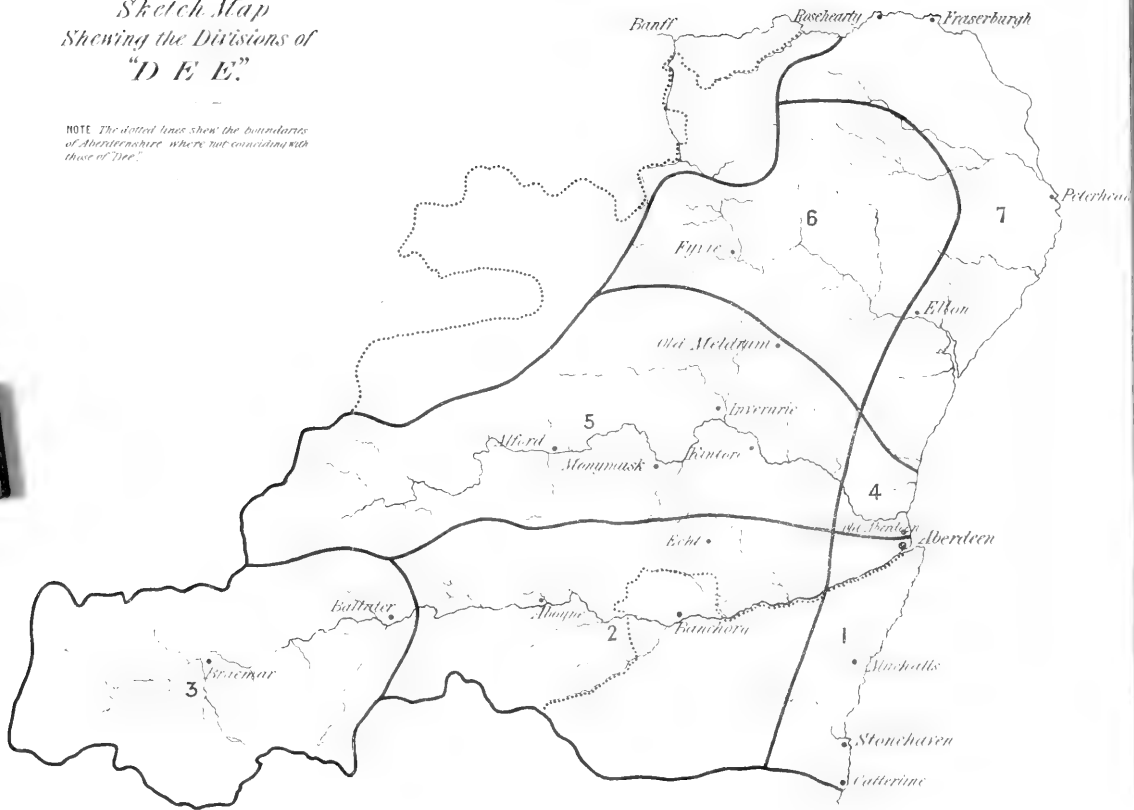 Sketch Map
Shewing the Divisions of
"D E E".
NOTE The dotted lines shew the boundaries
of Aberdeenshire where not coinciding with
those of "Dee".
Banff
Rosehearty
Fraserburgh
Peterhead
6
7
Fyvie
Ellon
Old Meldrum
Inverurie
5
Alford
Monymusk
Kintore
4
Old Aberdeen
Aberdeen
Echt
Ballater
Aboyne
2
Banchory
1
Muchalls
Braemar
3
Stonehaven
Catterline